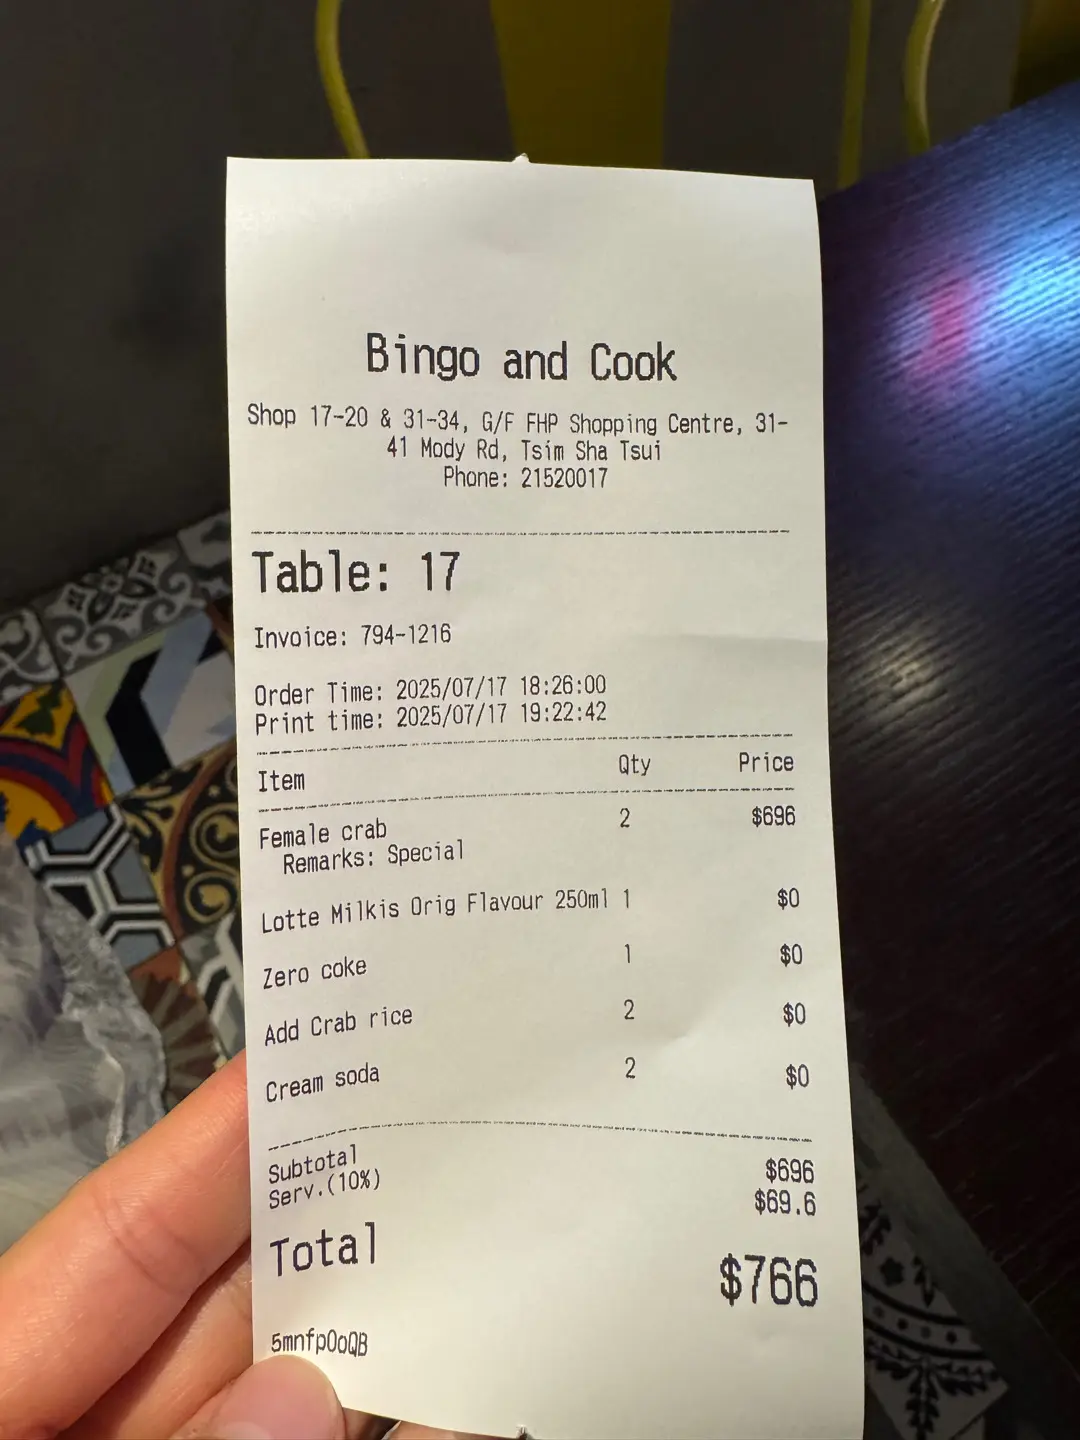 Bingo and Cook
Shop 17-20 & 31-34, G/F FHP Shopping Centre, 31-
41 Mody Rd, Tsim Sha Tsui
Phone: 21520017
Table: 17
Invoice: 794-1216
Order Time: 2025/07/17 18:26:00
Print time: 2025/07/17 19:22:42
Item Qty Price
Female crab 2 $696
Remarks: Special
Lotte Milkis Orig Flavour 250ml 1 $0
Zero coke 1 $0
Add Crab rice 2 $0
Cream soda 2 $0
Subtotal $696
Serv.(10%) $69.6
Total $766
5mnfpOoQB